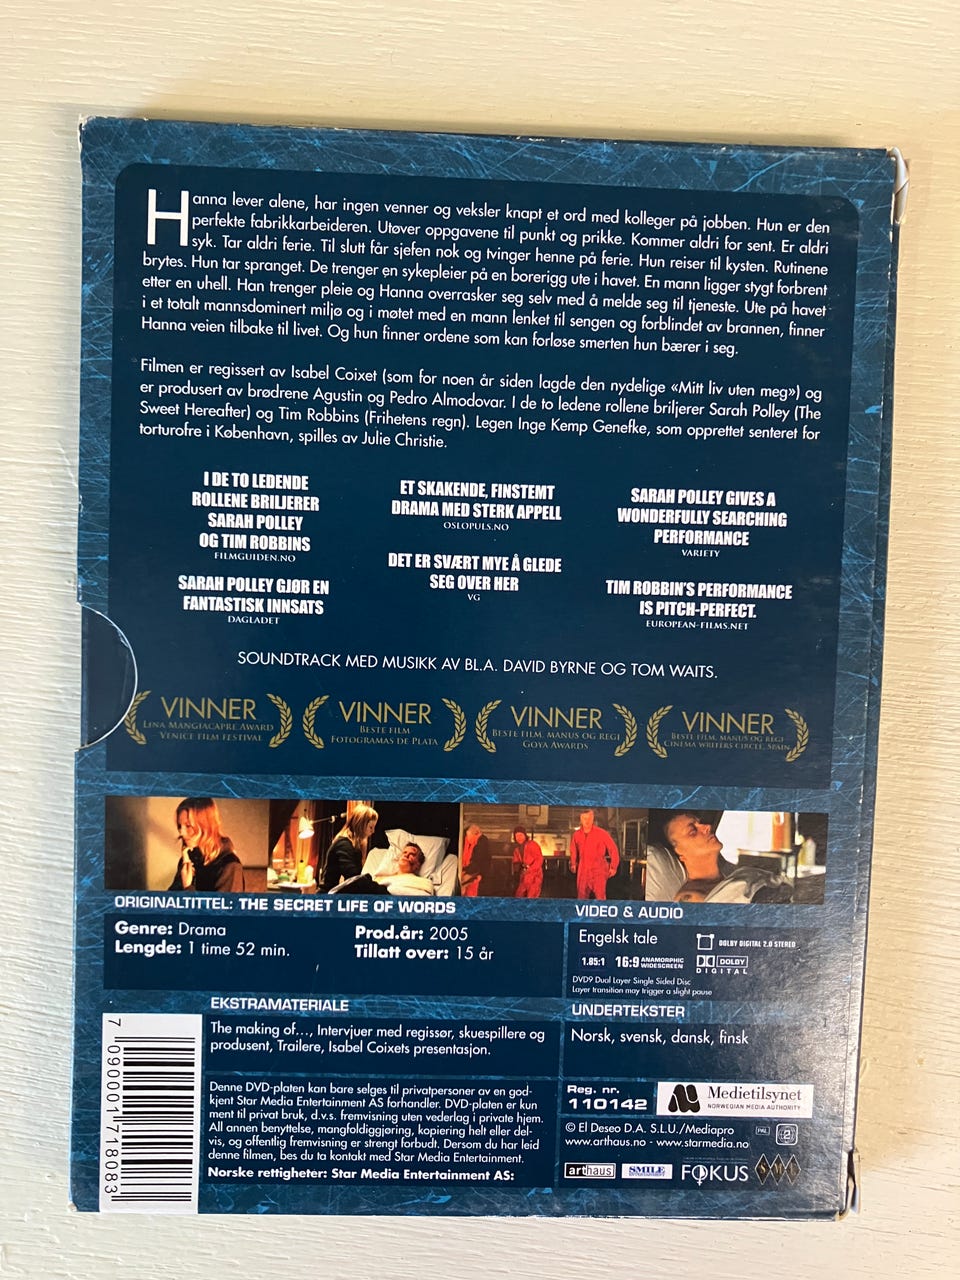 Hanna lever alene, har ingen venner og veksler knapt et ord med kolleger på jobben. Hun er den
perfekte fabrikkarbeideren. Utøver oppgavene til punkt og prikke. Kommer aldri for sent. Er aldri
syk. Tar aldri ferie. Til slutt får sjefen nok og tvinger henne på ferie. Hun reiser til kysten. Rutinene
brytes. Hun tar spranget. De trenger en sykepleier på en borerigg ute i havet. En mann ligger stygt forbrent
etter en uhell. Han trenger pleie og Hanna overrasker seg selv med å melde seg til tjeneste. Ute på havet
i et totalt mannsdominert miljø og i møtet med en mann lenket til sengen og forblindet av brannen, finner
Hanna veien tilbake til livet. Og hun finner ordene som kan forløse smerten hun bærer i seg.
Filmen er regissert av Isabel Coixet (som for noen år siden lagde den nydelige «Mitt liv uten meg») og
er produsert av brødrene Agustin og Pedro Almodovar. I de to ledene rollene briljerer Sarah Polley (The
Sweet Hereafter) og Tim Robbins (Frihetens regn). Legen Inge Kemp Genefke, som opprettet senteret for
torturofre i København, spilles av Julie Christie.
I DE TO LEDENDE
ROLLENE BRILJERER
SARAH POLLEY
OG TIM ROBBINS
FILMGUIDEN.NO
SARAH POLLEY GJØR EN
FANTASTISK INNSATS
DAGLADET
ET SKAKENDE, FINSTEMT
DRAMA MED STERK APPELL
OSLOPULS.NO
DET ER SVÆRT MYE Å GLEDE
SEG OVER HER
VG
SARAH POLLEY GIVES A
WONDERFULLY SEARCHING
PERFORMANCE
VARIETY
TIM ROBBIN'S PERFORMANCE
IS PITCH-PERFECT.
EUROPEAN-FILMS.NET
SOUNDTRACK MED MUSIKK AV BL.A. DAVID BYRNE OG TOM WAITS.
VINNER
LINA MANGIACAPRE AWARD
VENICE FILM FESTIVAL
VINNER
BESTE FILM
FOTOGRAMAS DE PLATA
VINNER
BESTE FILM, MANUS OG REGI
GOYA AWARDS
VINNER
BESTE FILM, MANUS OG REGI
CINEMA WRITERS CIRCLE, SPAIN
ORIGINALTITTEL: THE SECRET LIFE OF WORDS
Genre: Drama
Lengde: 1 time 52 min.
Prod.år: 2005
Tillatt over: 15 år
VIDEO & AUDIO
Engelsk tale
DOLBY DIGITAL 2.0 STEREO
1.85:1 16:9 ANAMORPHIC WIDESCREEN
DOLBY
DIGITAL
DVD9 Dual Layer Single Sided Disc
Layer transition may trigger a slight pause
EKSTRAMATERIALE
The making of..., Intervjuer med regissør, skuespillere og
produsent, Trailere, Isabel Coixets presentasjon.
UNDERTEKSTER
Norsk, svensk, dansk, finsk
7 090001 718083
Denne DVD-platen kan bare selges til privatpersoner av en god-
kjent Star Media Entertainment AS forhandler. DVD-platen er kun
ment til privat bruk, d.v.s. fremvisning uten vederlag i private hjem.
All annen benyttelse, mangfoldiggjøring, kopiering helt eller del-
vis, og offentlig fremvisning er strengt forbudt. Dersom du har leid
denne filmen, bes du ta kontakt med Star Media Entertainment.
Norske rettigheter: Star Media Entertainment AS:
Reg. nr.
110142
Medietilsynet
NORWEGIAN MEDIA AUTHORITY
© El Deseo D.A. S.L.U./Mediapro
www.arthaus.no - www.starmedia.no
PAL
2
arthaus
SMILE
ENTERTAINMENT
FOKUS
SML